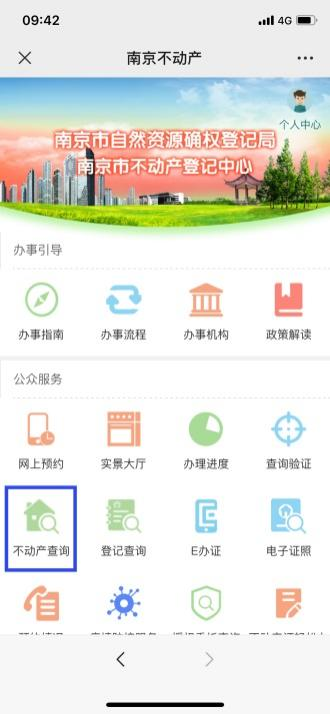 09:42
4G
南京不动产
个人中心
南京市自然资源确权登记局
南京市不动产登记中心
办事引导
办事指南
办事流程
办事机构
政策解读
公众服务
网上预约
实景大厅
办理进度
查询验证
不动产查询
登记查询
E办证
电子证照